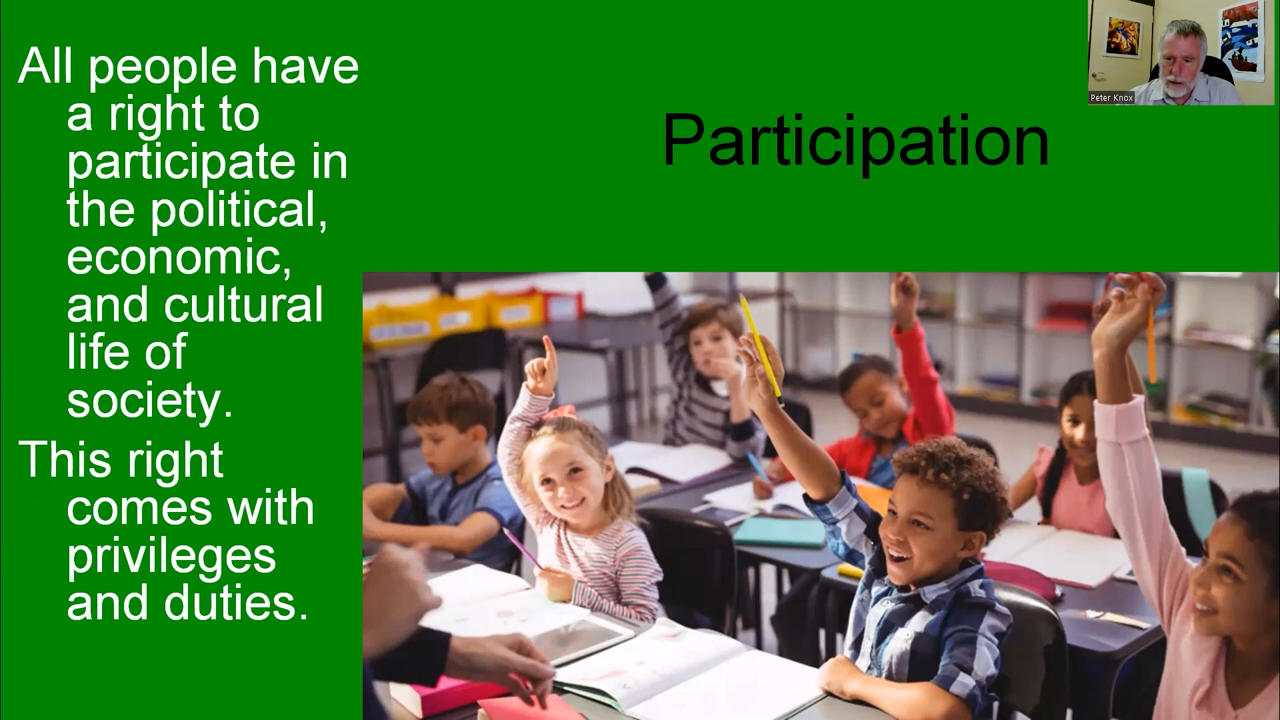 All people have
a right to
participate in
the political,
economic,
and cultural
life of
society.
This right
comes with
privileges
and duties.
Participation
Peter Knox